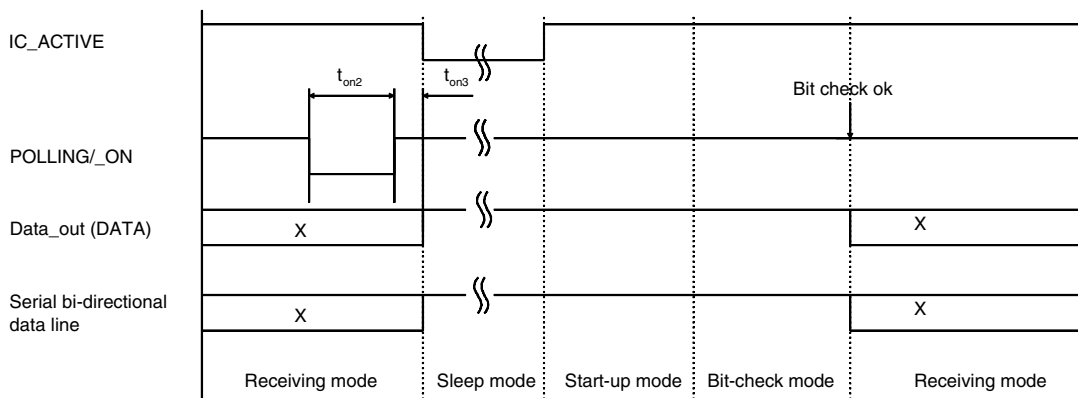 IC_ACTIVE
ton2
ton3
Bit check ok
POLLING/_ON
Data_out (DATA)
X
X
Serial bi-directional
data line
X
X
Receiving mode
Sleep mode
Start-up mode
Bit-check mode
Receiving mode